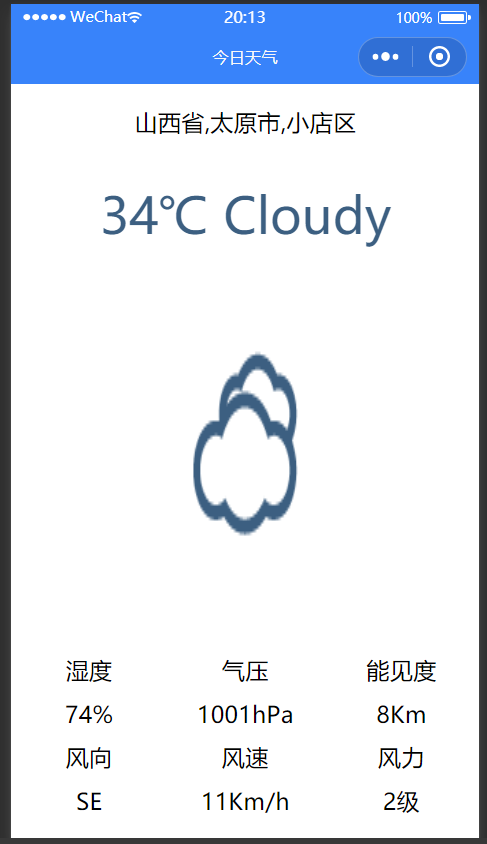 ●●●●● WeChat 20:13 100%
今日天气
山西省,太原市,小店区
34℃ Cloudy
湿度 气压 能见度
74% 1001hPa 8Km
风向 风速 风力
SE 11Km/h 2级